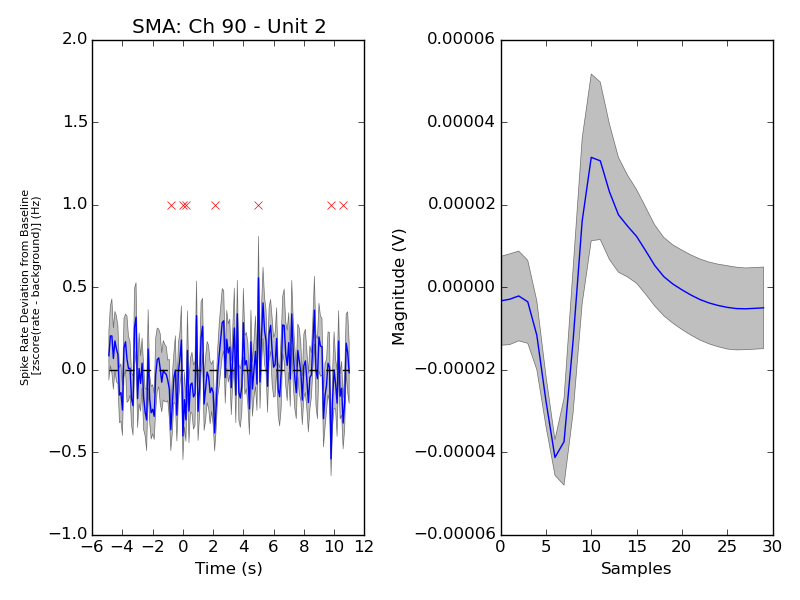 SMA: Ch 90 - Unit 2
2.0
1.5
1.0
0.5
0.0
−0.5
−1.0
−6 −4 −2 0 2 4 6 8 10 12
Time (s)
Spike Rate Deviation from Baseline
[zscore(rate - background)] (Hz)
0.00006
0.00004
0.00002
0.00000
−0.00002
−0.00004
−0.00006
0 5 10 15 20 25 30
Samples
Magnitude (V)